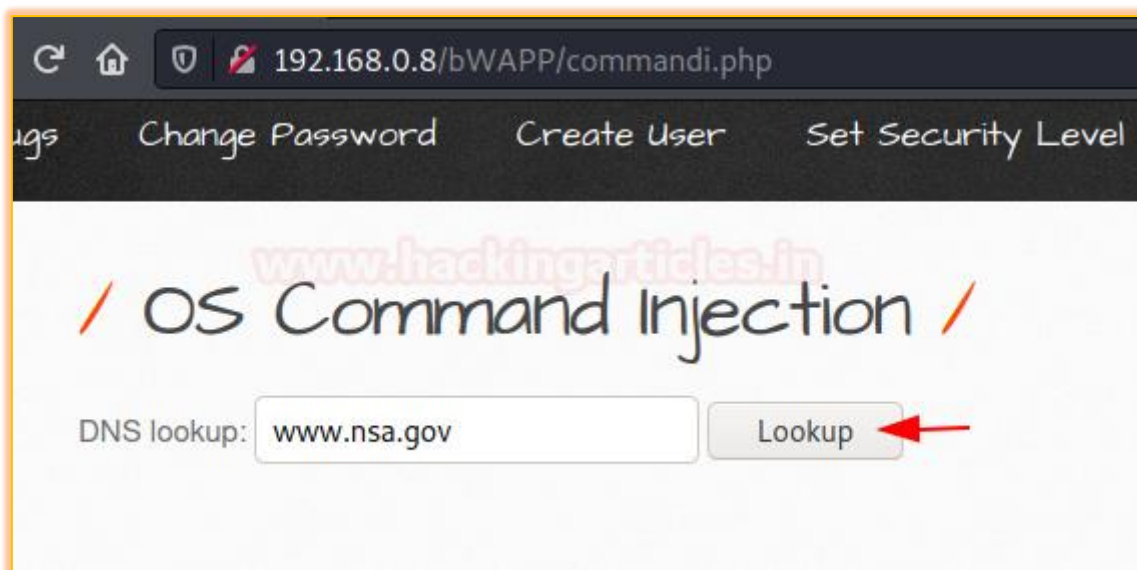 192.168.0.8/bWAPP/commandi.php
ugs Change Password Create User Set Security Level
www.hackingarticles.in
/ OS Command Injection /
DNS lookup: www.nsa.gov Lookup